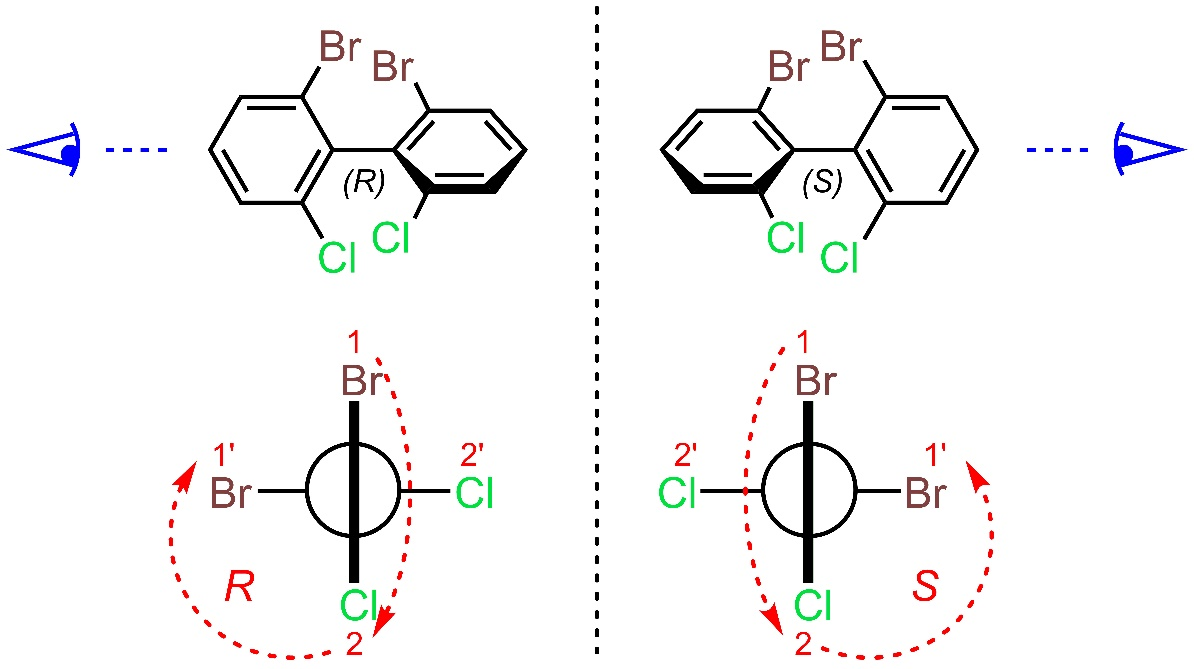 Br Br Br Br
(R) (S)
Cl Cl Cl Cl
1 1
Br Br
1' 2' 2' 1'
Br Cl Cl Br
R S
Cl Cl
2 2